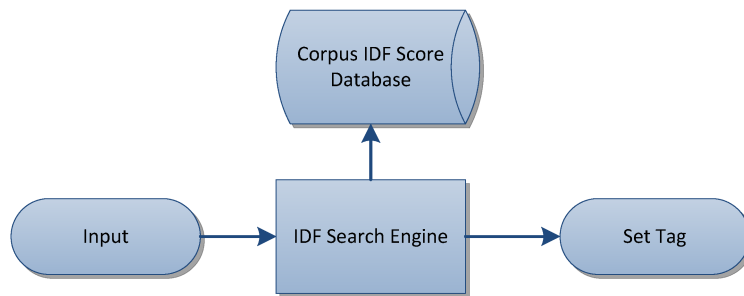 Corpus IDF Score
Database
Input
IDF Search Engine
Set Tag